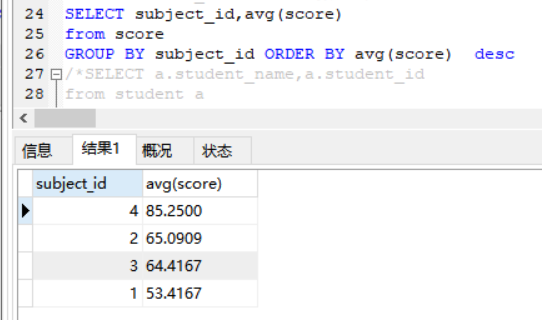 24 SELECT subject_id,avg(score)
25 from score
26 GROUP BY subject_id ORDER BY avg(score) desc
27 /*SELECT a.student_name,a.student_id
28 from student a
信息 结果1 概况 状态
subject_id avg(score)
4 85.2500
2 65.0909
3 64.4167
1 53.4167